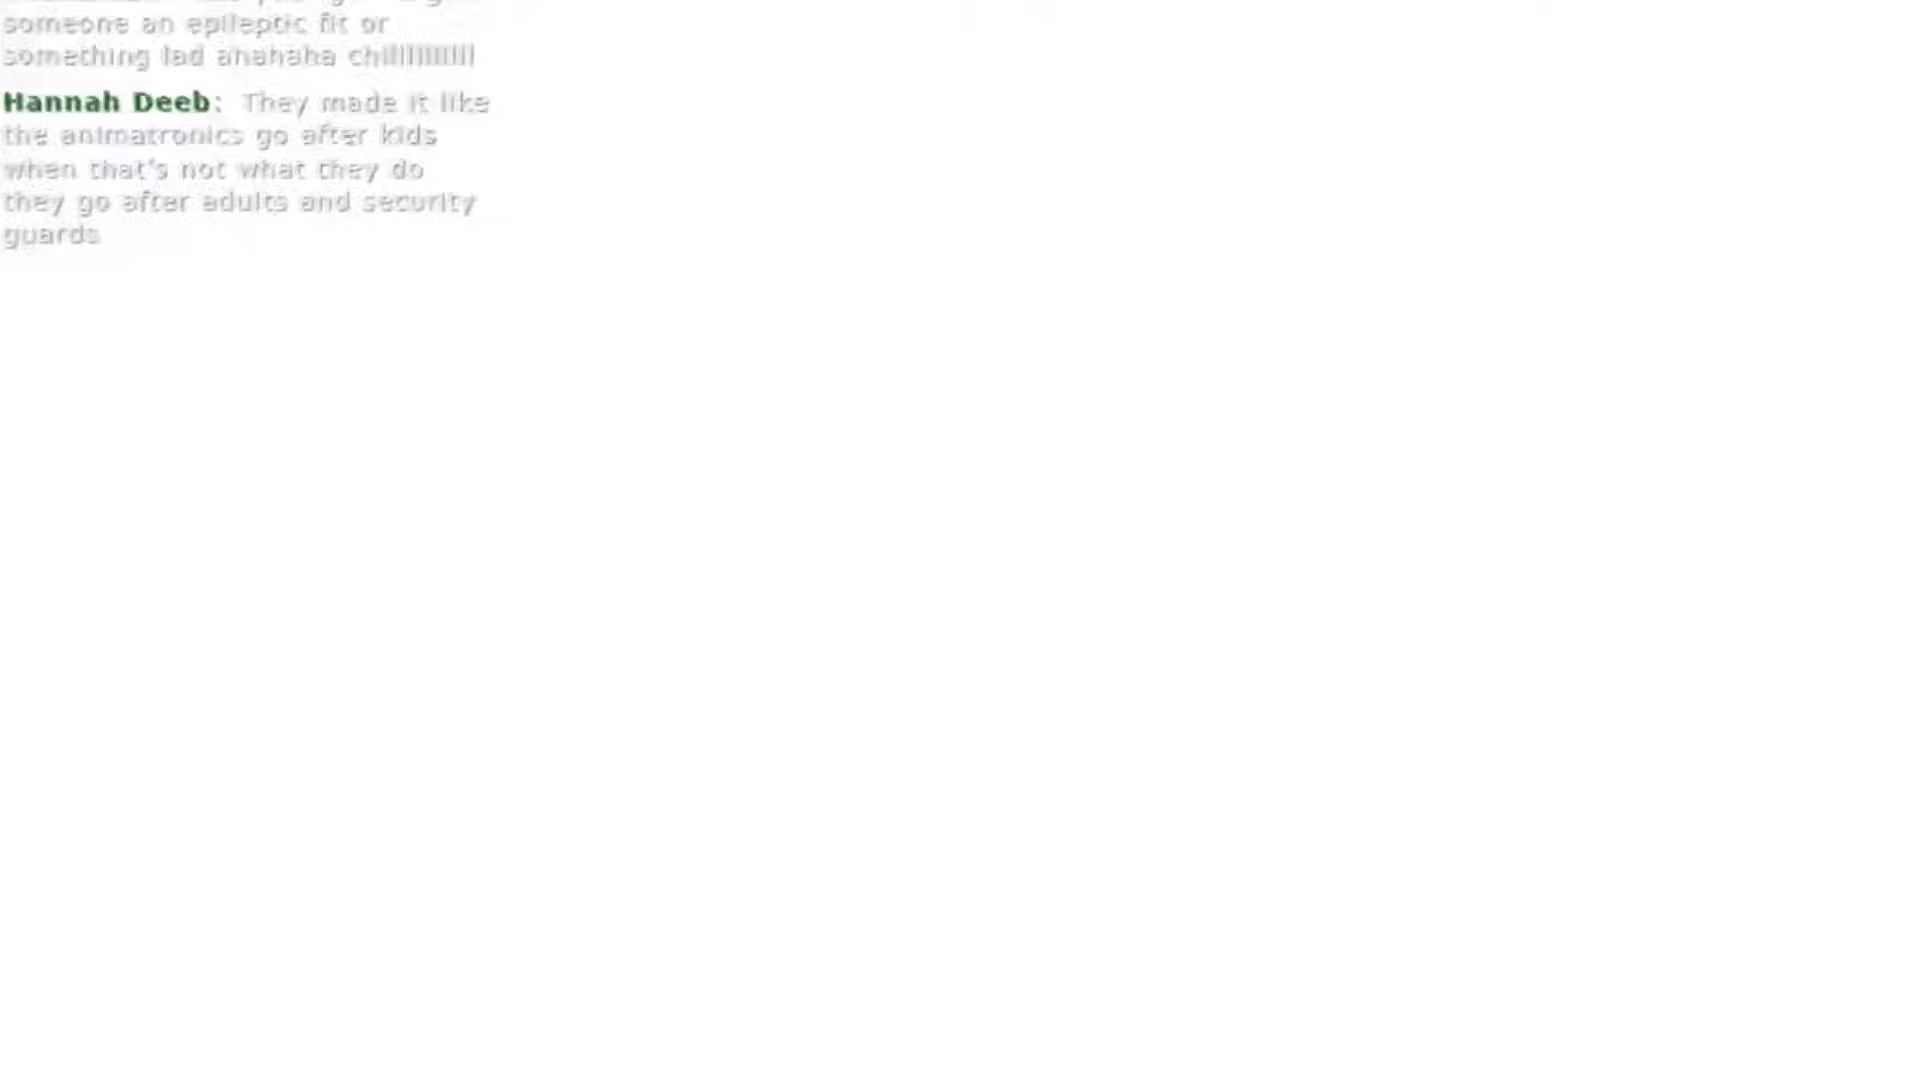 someone an epileptic fit or
something lad ahahaha chillllllllll
Hannah Deeb: They made it like
the animatronics go after kids
when that's not what they do
they go after adults and security
guards